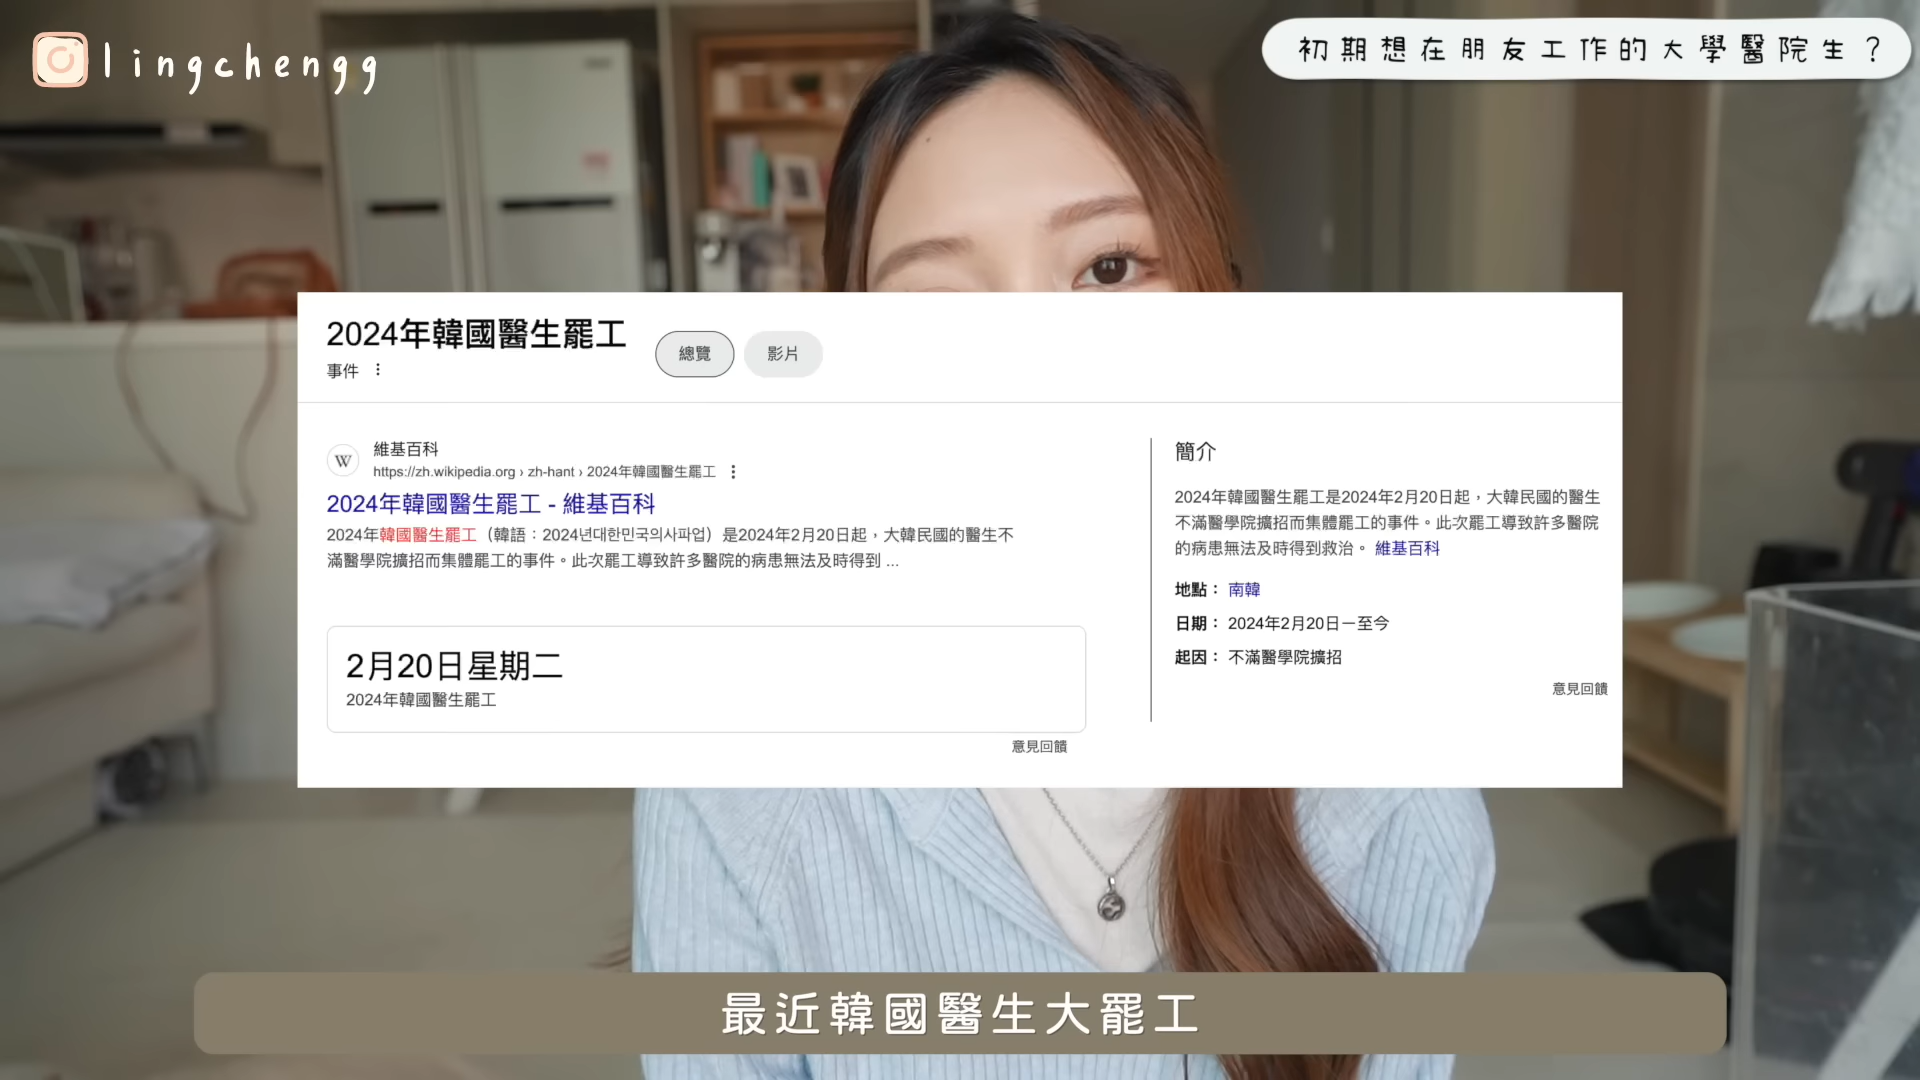 lingchengg
初期想在朋友工作的大學醫院生?
2024年韓國醫生罷工
事件
總覽
影片
W
維基百科
https://zh.wikipedia.org › zh-hant › 2024年韓國醫生罷工
2024年韓國醫生罷工 - 維基百科
2024年韓國醫生罷工（韓語：2024년대한민국의사파업）是2024年2月20日起，大韓民國的醫生不
滿醫學院擴招而集體罷工的事件。此次罷工導致許多醫院的病患無法及時得到 ...
2月20日星期二
2024年韓國醫生罷工
意見回饋
簡介
2024年韓國醫生罷工是2024年2月20日起，大韓民國的醫生
不滿醫學院擴招而集體罷工的事件。此次罷工導致許多醫院
的病患無法及時得到救治。 維基百科
地點： 南韓
日期： 2024年2月20日－至今
起因： 不滿醫學院擴招
意見回饋
最近韓國醫生大罷工